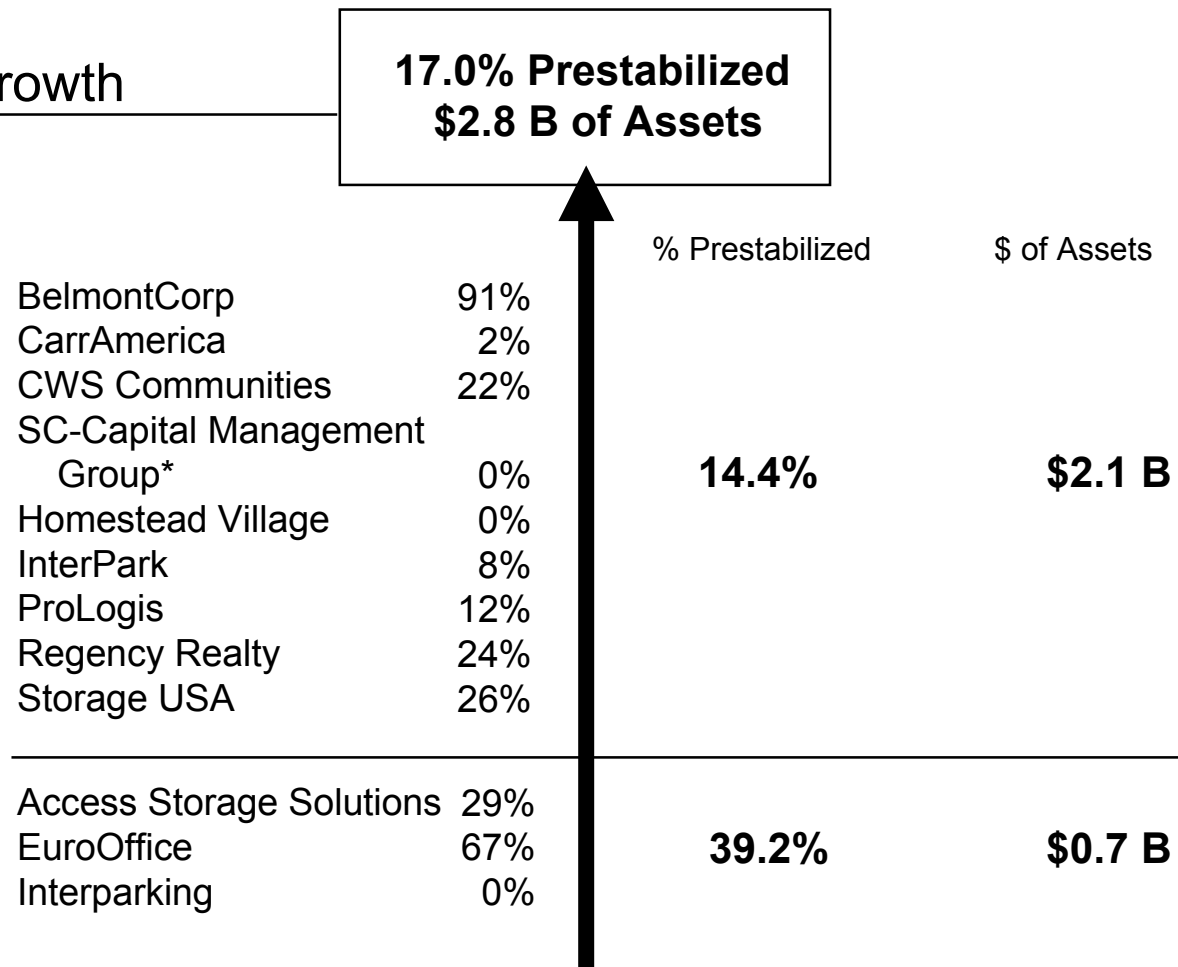 17.0% Prestabilized
$2.8 B of Assets
% Prestabilized $ of Assets
BelmontCorp 91%
CarrAmerica 2%
CWS Communities 22%
SC-Capital Management
Group* 0% 14.4% $2.1 B
Homestead Village 0%
InterPark 8%
ProLogis 12%
Regency Realty 24%
Storage USA 26%
Access Storage Solutions 29%
EuroOffice 67% 39.2% $0.7 B
Interparking 0%